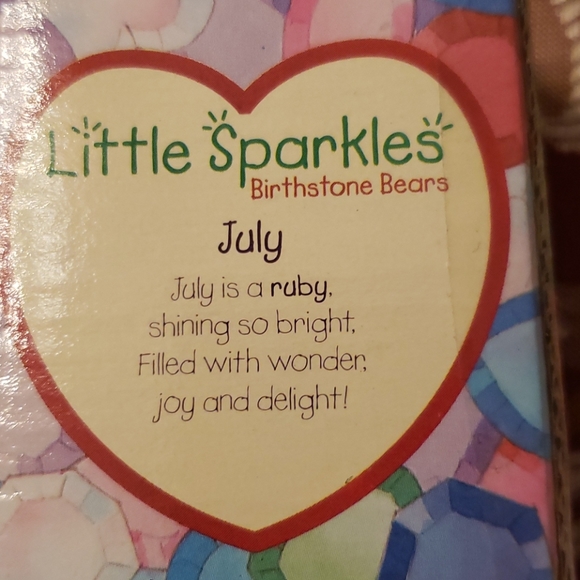 Little Sparkles
Birthstone Bears
July
July is a ruby,
shining so bright,
Filled with wonder,
joy and delight!